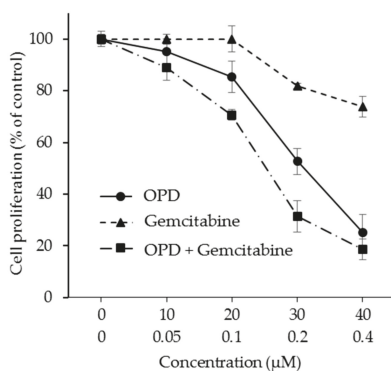 Cell proliferation (% of control)
100
80
60
40
20
0
OPD
Gemcitabine
OPD + Gemcitabine
0 10 20 30 40
0 0.05 0.1 0.2 0.4
Concentration (μM)